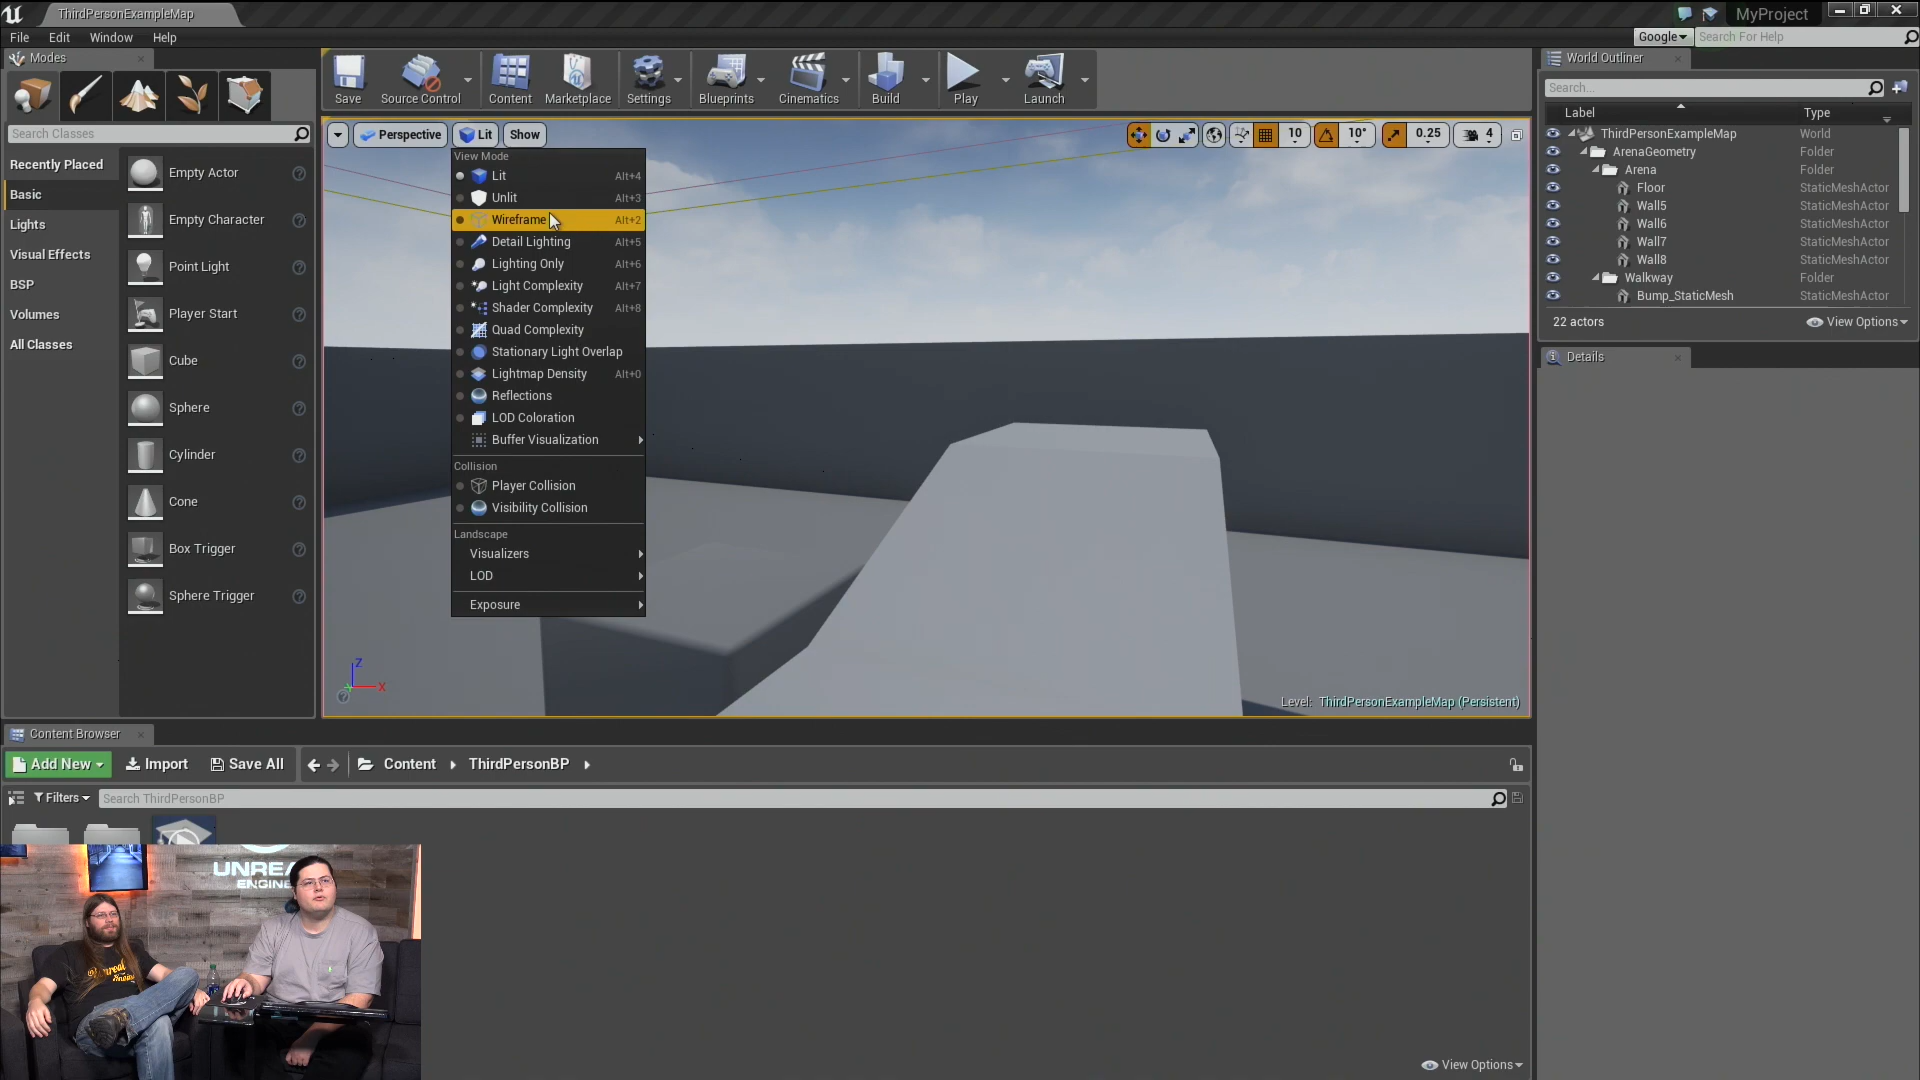 ThirdPersonExampleMap
MyProject
File Edit Window Help
Google
Search For Help
Modes
Search Classes
Recently Placed
Basic
Lights
Visual Effects
BSP
Volumes
All Classes
Empty Actor
Empty Character
Point Light
Player Start
Cube
Sphere
Cylinder
Cone
Box Trigger
Sphere Trigger
Save Source Control Content Marketplace Settings Blueprints Cinematics Build Play Launch
Perspective Lit Show
10 10° 0.25 4
View Mode
Lit Alt+4
Unlit Alt+3
Wireframe Alt+2
Detail Lighting Alt+5
Lighting Only Alt+6
Light Complexity Alt+7
Shader Complexity Alt+8
Quad Complexity
Stationary Light Overlap
Lightmap Density Alt+0
Reflections
LOD Coloration
Buffer Visualization
Collision
Player Collision
Visibility Collision
Landscape
Visualizers
LOD
Exposure
Z
X
Level: ThirdPersonExampleMap (Persistent)
World Outliner
Search...
Label Type
ThirdPersonExampleMap World
ArenaGeometry Folder
Arena Folder
Floor StaticMeshActor
Wall5 StaticMeshActor
Wall6 StaticMeshActor
Wall7 StaticMeshActor
Wall8 StaticMeshActor
Walkway Folder
Bump_StaticMesh StaticMeshActor
22 actors View Options
Details
Content Browser
Add New Import Save All Content ThirdPersonBP
Filters Search ThirdPersonBP
View Options